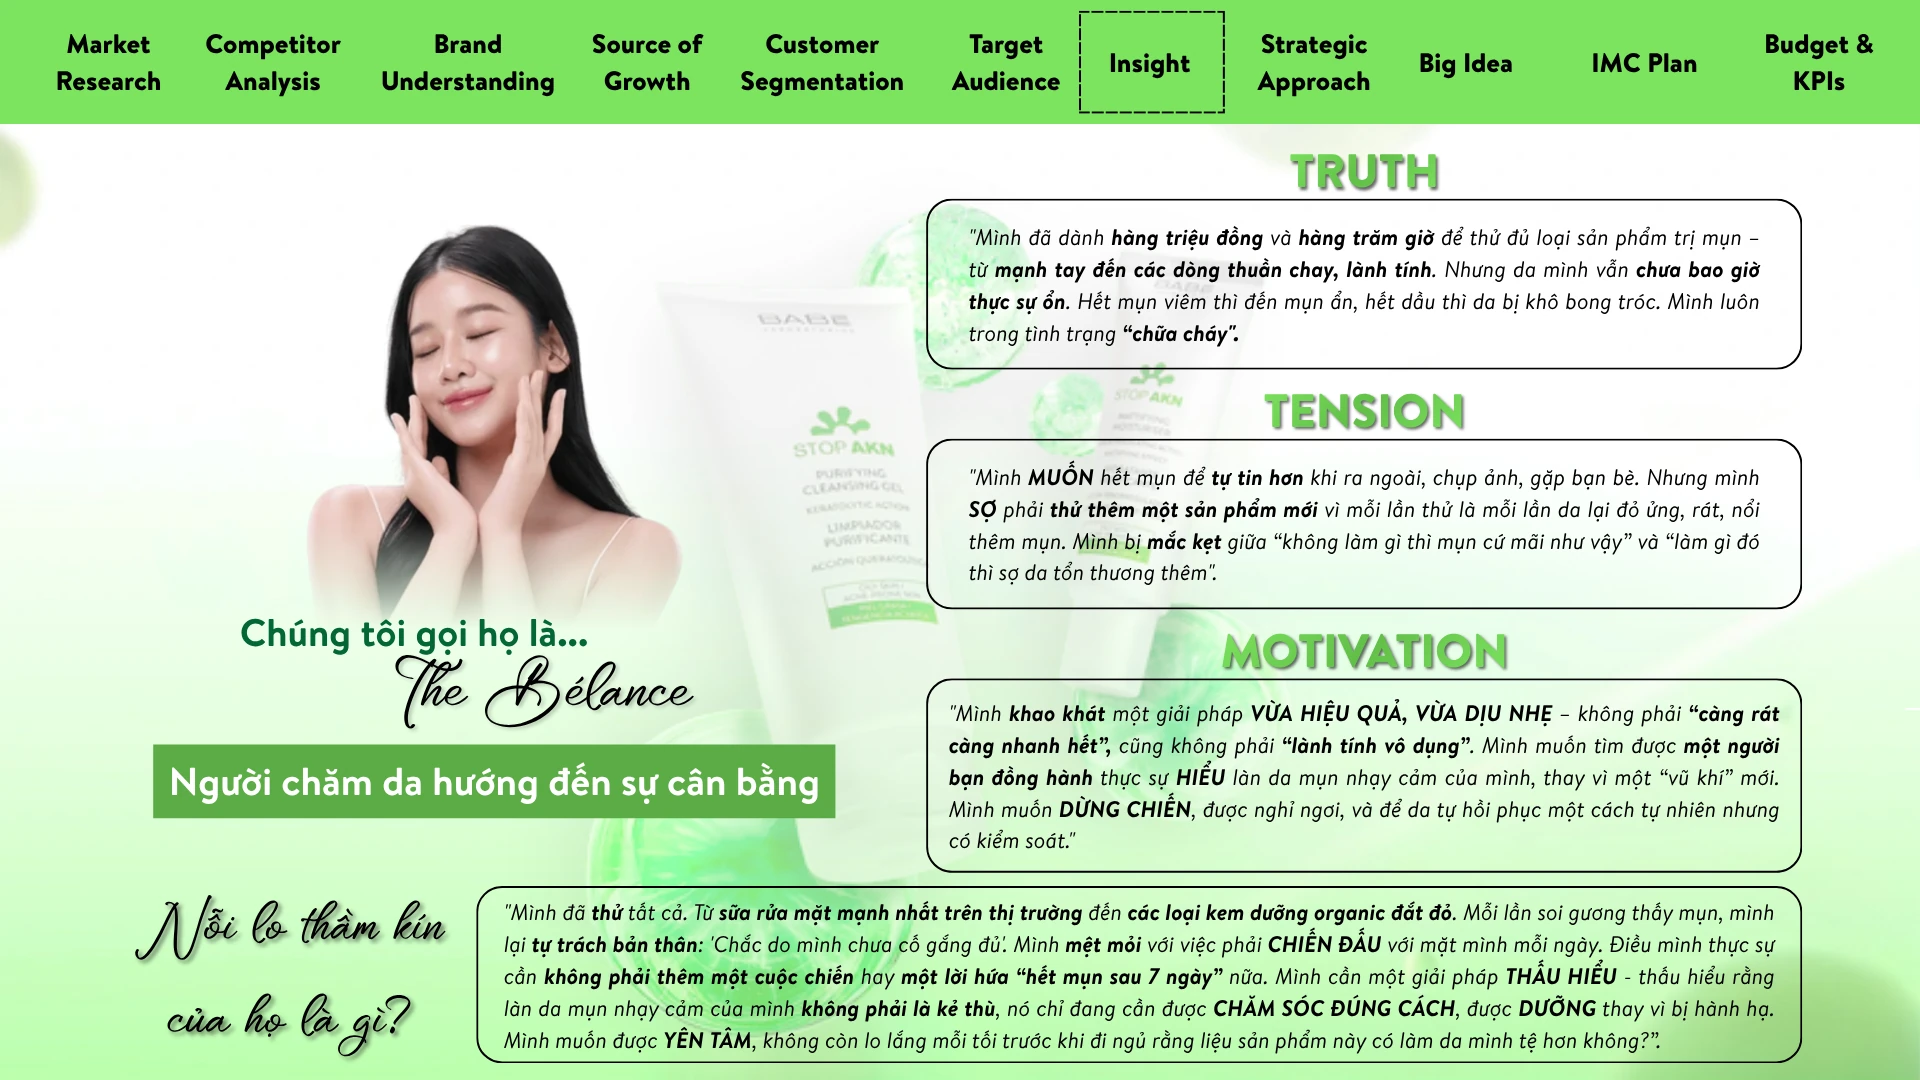 Market Research
Competitor Analysis
Brand Understanding
Source of Growth
Customer Segmentation
Target Audience
Insight
Strategic Approach
Big Idea
IMC Plan
Budget & KPIs
TRUTH
"Mình đã dành hàng triệu đồng và hàng trăm giờ để thử đủ loại sản phẩm trị mụn –
từ mạnh tay đến các dòng thuần chay, lành tính. Nhưng da mình vẫn chưa bao giờ
thực sự ổn. Hết mụn viêm thì đến mụn ẩn, hết dầu thì da bị khô bong tróc. Mình luôn
trong tình trạng “chữa cháy".
TENSION
"Mình MUỐN hết mụn để tự tin hơn khi ra ngoài, chụp ảnh, gặp bạn bè. Nhưng mình
SỢ phải thử thêm một sản phẩm mới vì mỗi lần thử là mỗi lần da lại đỏ ửng, rát, nổi
thêm mụn. Mình bị mắc kẹt giữa “không làm gì thì mụn cứ mãi như vậy” và “làm gì đó
thì sợ da tổn thương thêm".
MOTIVATION
"Mình khao khát một giải pháp VỪA HIỆU QUẢ, VỪA DỊU NHẸ – không phải “càng rát
càng nhanh hết”, cũng không phải “lành tính vô dụng”. Mình muốn tìm được một người
bạn đồng hành thực sự HIỂU làn da mụn nhạy cảm của mình, thay vì một “vũ khí” mới.
Mình muốn DỪNG CHIẾN, được nghỉ ngơi, và để da tự hồi phục một cách tự nhiên nhưng
có kiểm soát."
Chúng tôi gọi họ là...
The Bélance
Người chăm da hướng đến sự cân bằng
Nỗi lo thầm kín
của họ là gì?
"Mình đã thử tất cả. Từ sữa rửa mặt mạnh nhất trên thị trường đến các loại kem dưỡng organic đắt đỏ. Mỗi lần soi gương thấy mụn, mình
lại tự trách bản thân: 'Chắc do mình chưa cố gắng đủ'. Mình mệt mỏi với việc phải CHIẾN ĐẤU với mặt mình mỗi ngày. Điều mình thực sự
cần không phải thêm một cuộc chiến hay một lời hứa “hết mụn sau 7 ngày” nữa. Mình cần một giải pháp THẤU HIỂU - thấu hiểu rằng
làn da mụn nhạy cảm của mình không phải là kẻ thù, nó chỉ đang cần được CHĂM SÓC ĐÚNG CÁCH, được DƯỠNG thay vì bị hành hạ.
Mình muốn được YÊN TÂM, không còn lo lắng mỗi tối trước khi đi ngủ rằng liệu sản phẩm này có làm da mình tệ hơn không?”.
BABÉ
LABORATORIOS
STOP AKN
PURIFYING
CLEANSING GEL
KERATOLYTIC ACTION
LIMPIADOR
PURIFICANTE
STOP AKN